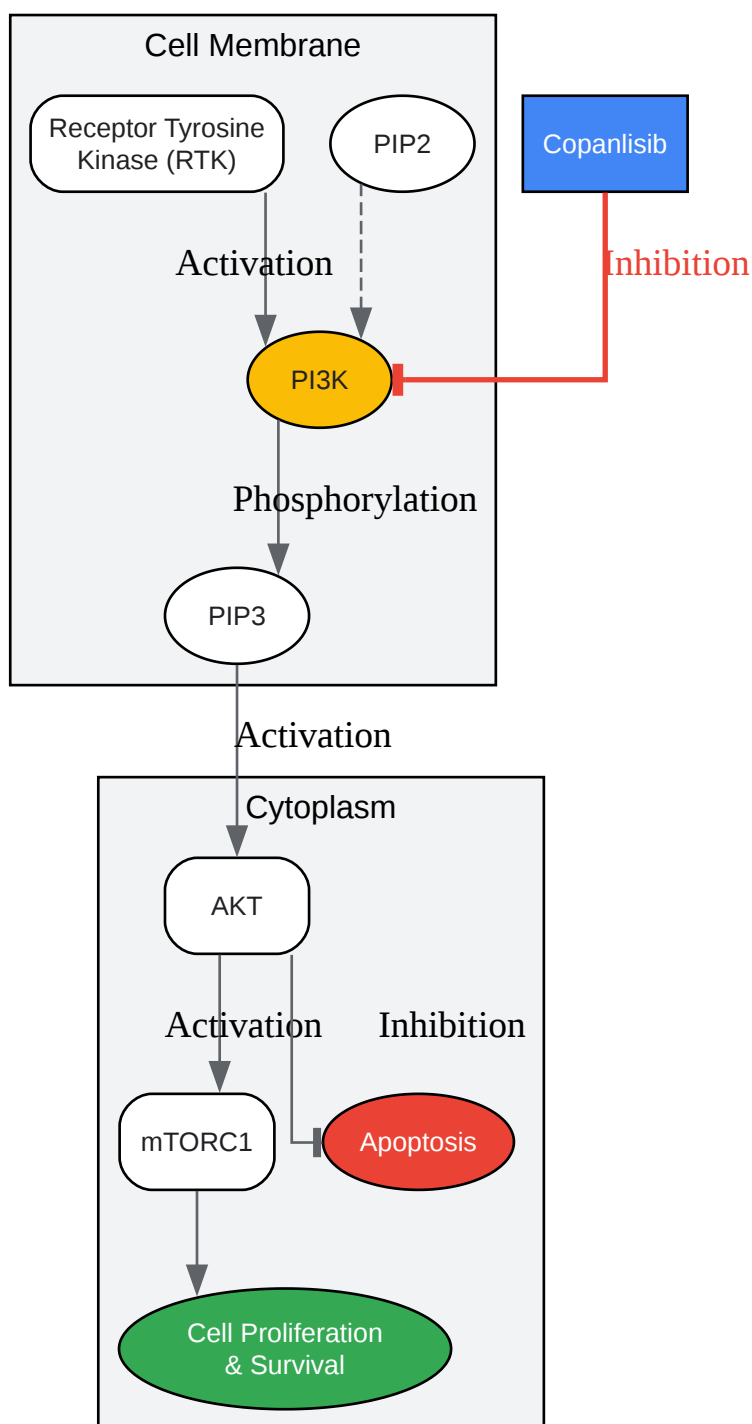 Cell Membrane
Receptor Tyrosine
Kinase (RTK)
PIP2
Copanlisib
Activation
Inhibition
PI3K
Phosphorylation
PIP3
Activation
Cytoplasm
AKT
Activation
Inhibition
mTORC1
Apoptosis
Cell Proliferation
& Survival